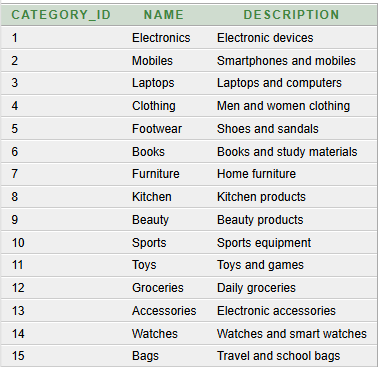 CATEGORY_ID NAME DESCRIPTION
1 Electronics Electronic devices
2 Mobiles Smartphones and mobiles
3 Laptops Laptops and computers
4 Clothing Men and women clothing
5 Footwear Shoes and sandals
6 Books Books and study materials
7 Furniture Home furniture
8 Kitchen Kitchen products
9 Beauty Beauty products
10 Sports Sports equipment
11 Toys Toys and games
12 Groceries Daily groceries
13 Accessories Electronic accessories
14 Watches Watches and smart watches
15 Bags Travel and school bags